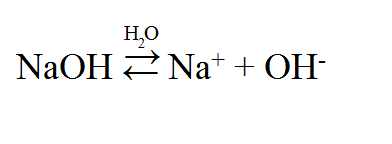 H₂O
NaOH ⇄ Na⁺ + OH⁻